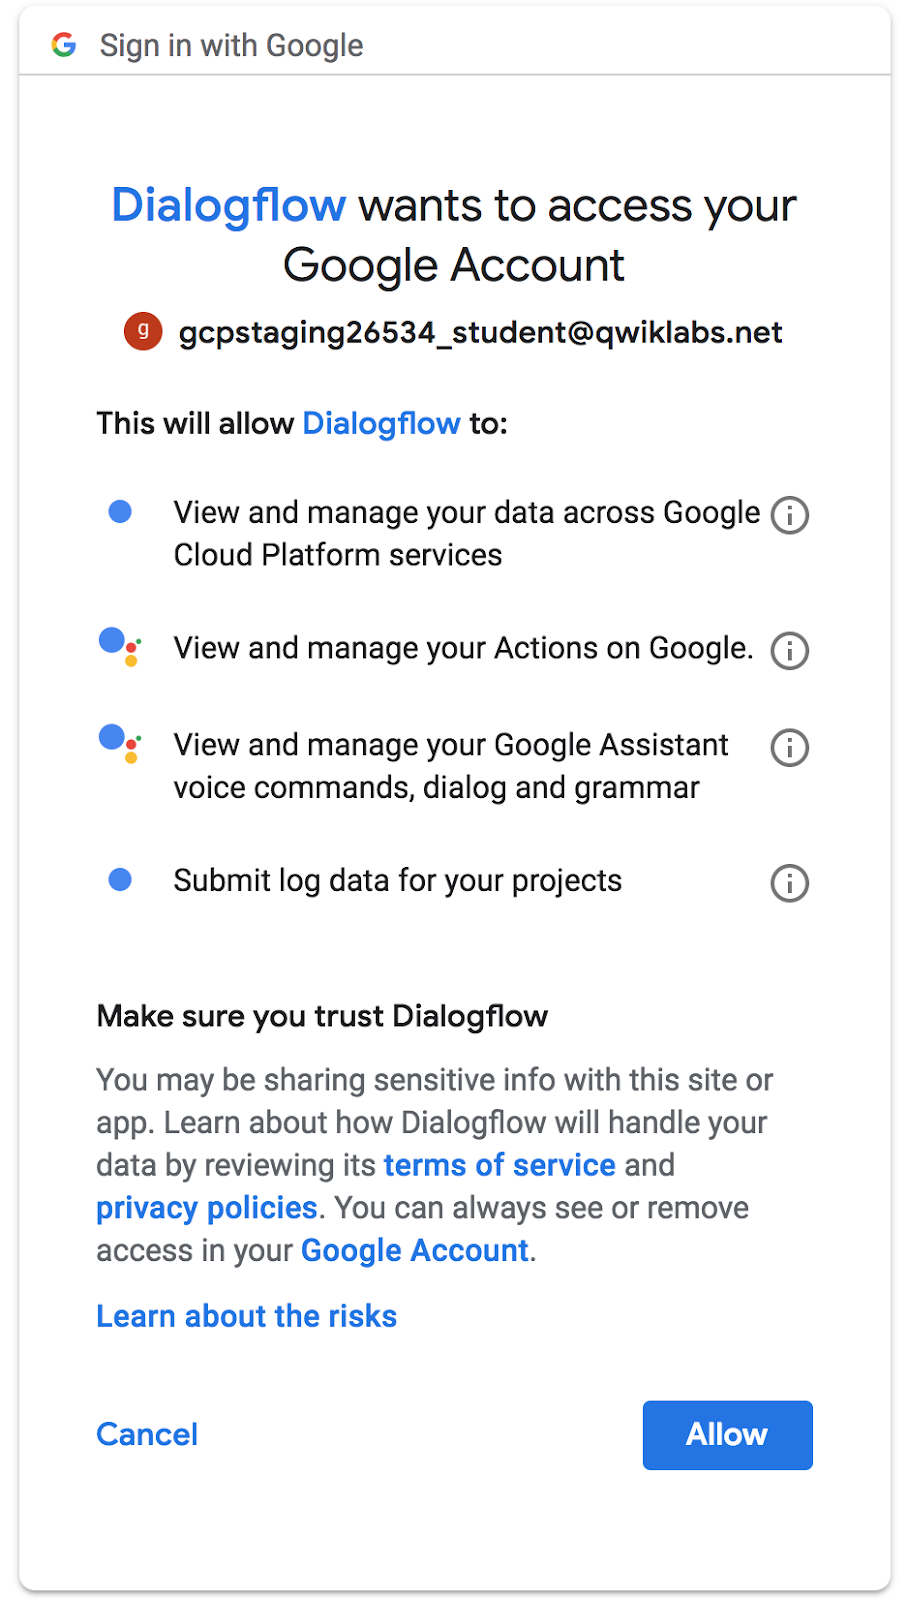 Sign in with Google
Dialogflow wants to access your
Google Account
g gcpstaging26534_student@qwiklabs.net
This will allow Dialogflow to:
View and manage your data across Google
Cloud Platform services
View and manage your Actions on Google.
View and manage your Google Assistant
voice commands, dialog and grammar
Submit log data for your projects
Make sure you trust Dialogflow
You may be sharing sensitive info with this site or
app. Learn about how Dialogflow will handle your
data by reviewing its terms of service and
privacy policies. You can always see or remove
access in your Google Account.
Learn about the risks
Cancel
Allow